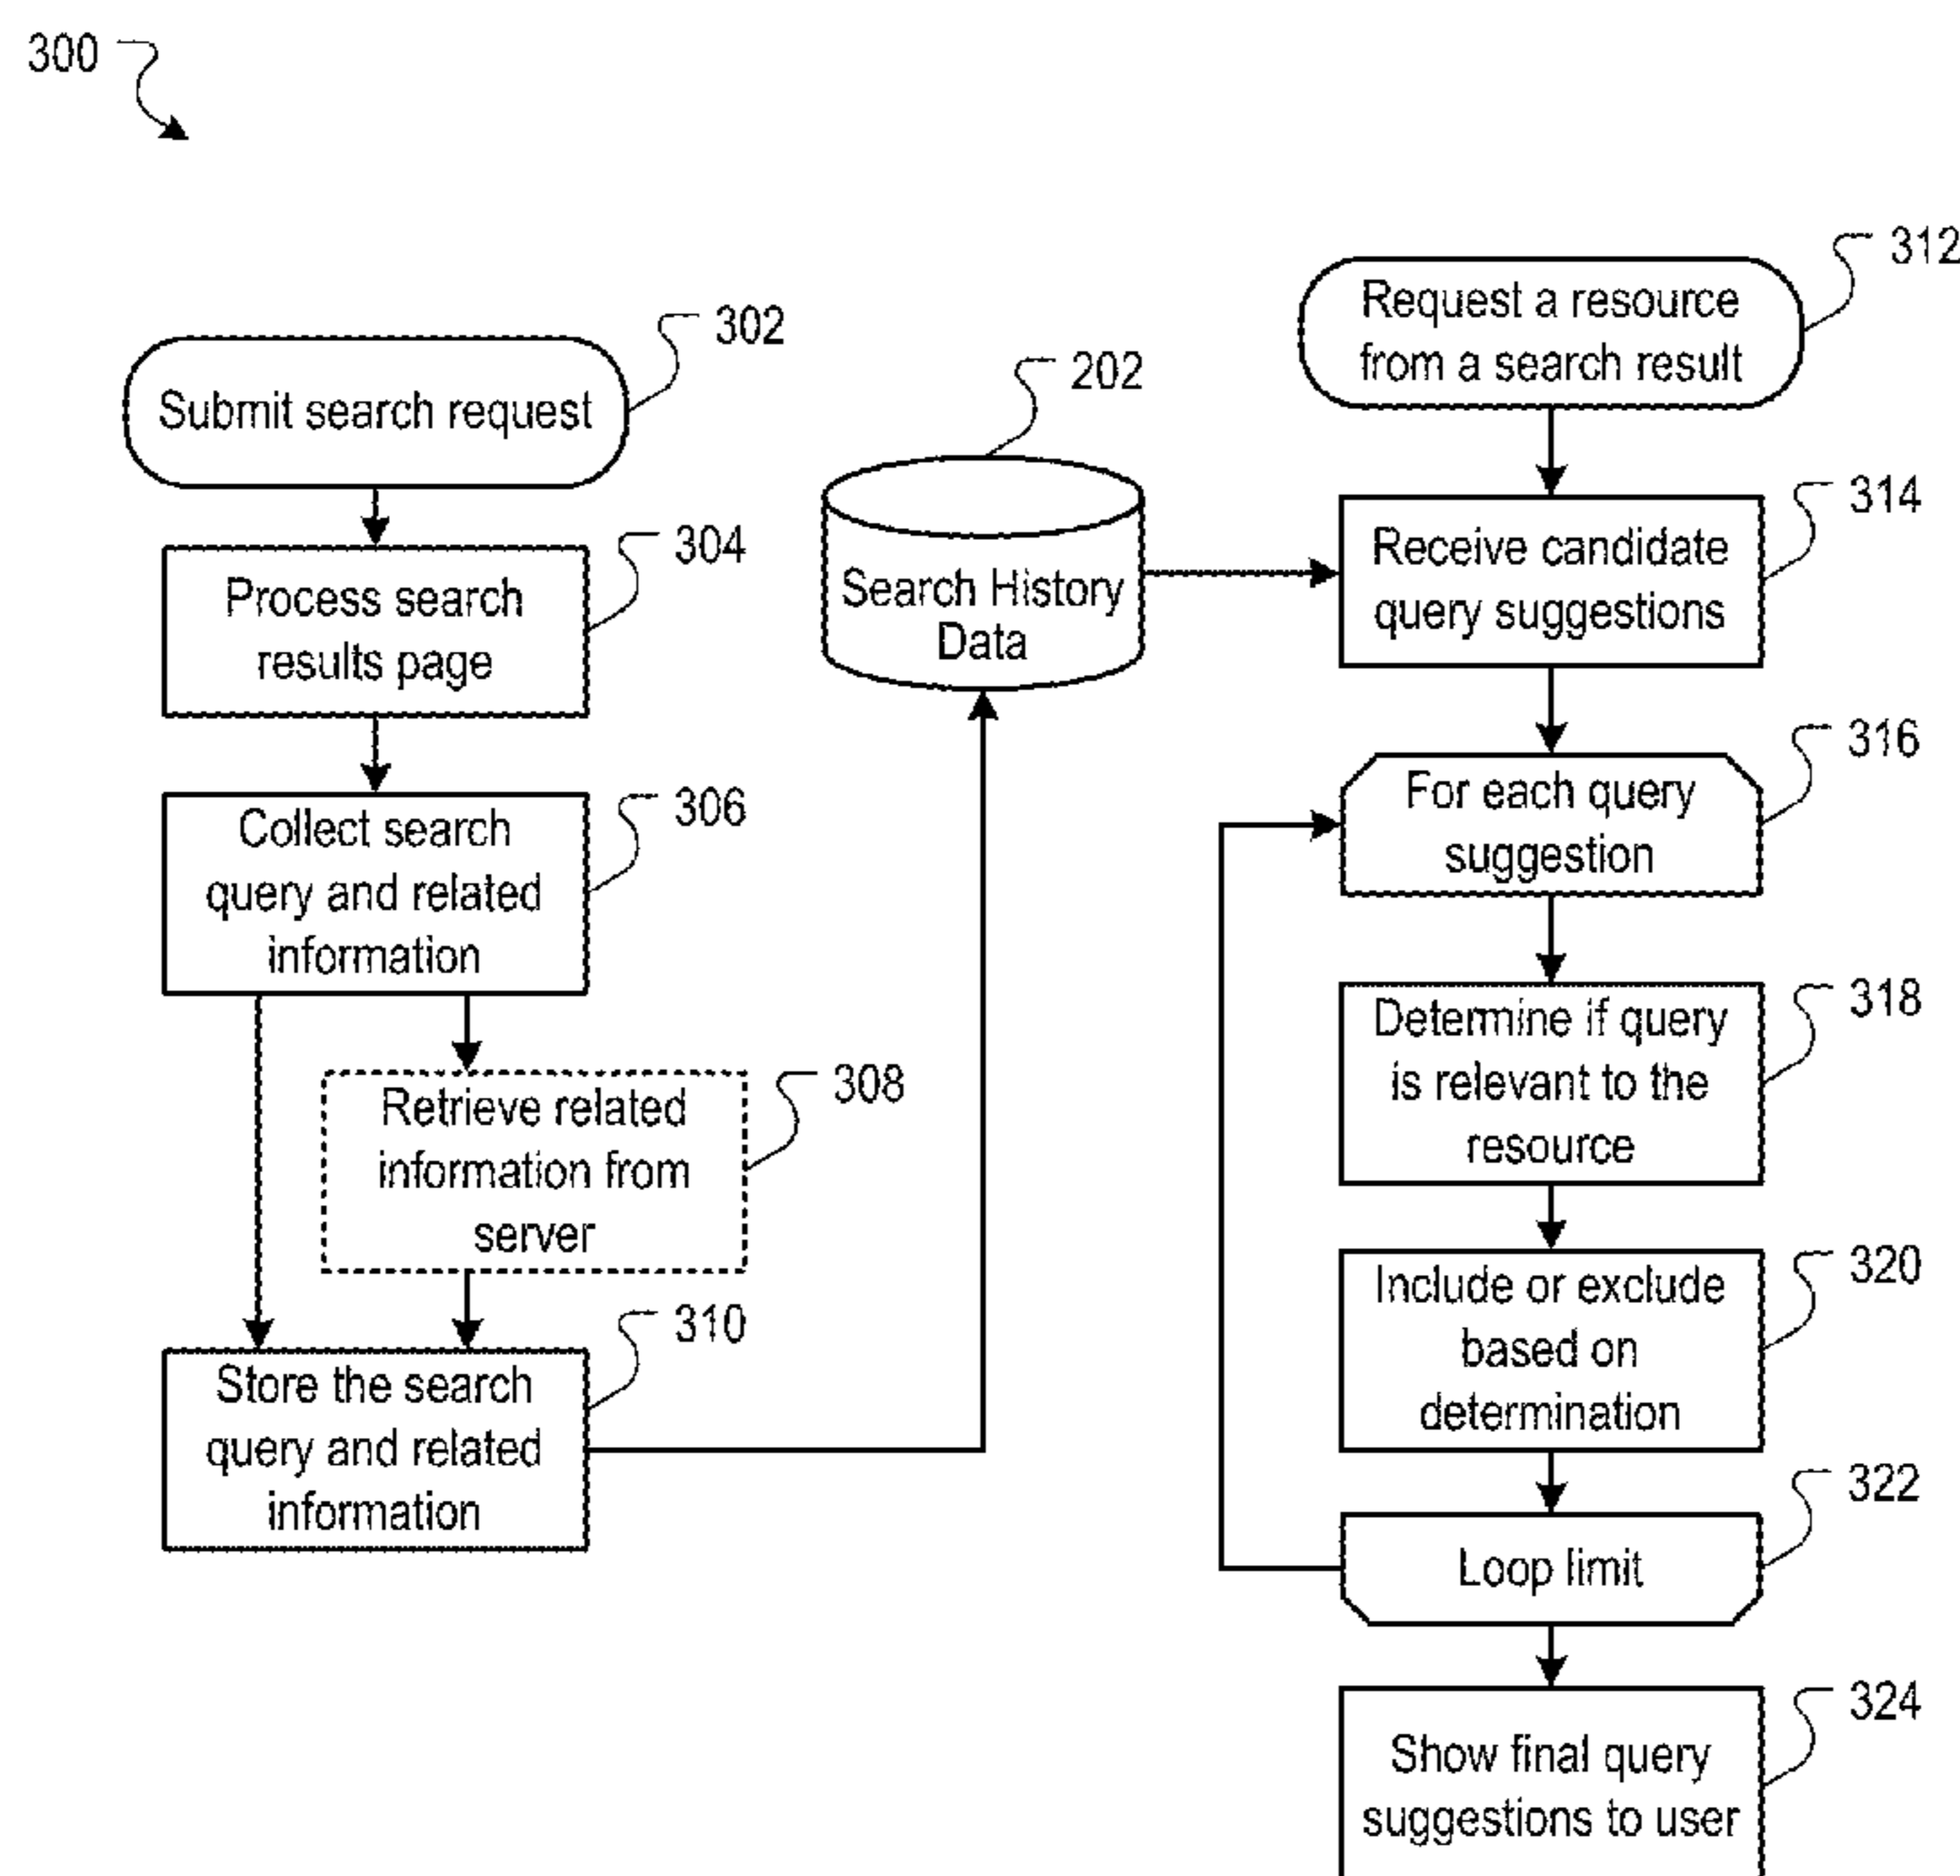 300
302
Submit search request
304
Process search
results page
306
Collect search
query and related
information
308
Retrieve related
information from
server
310
Store the search
query and related
information
202
Search History
Data
312
Request a resource
from a search result
314
Receive candidate
query suggestions
316
For each query
suggestion
318
Determine if query
is relevant to the
resource
320
Include or exclude
based on
determination
322
Loop limit
324
Show final query
suggestions to user